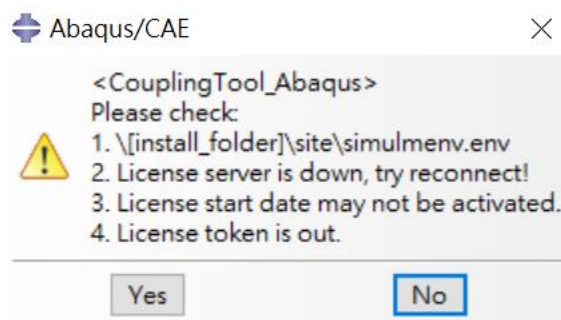 Abaqus/CAE
<CouplingTool_Abaqus>
Please check:
1. \[install_folder]\site\simulmenv.env
2. License server is down, try reconnect!
3. License start date may not be activated.
4. License token is out.
Yes
No